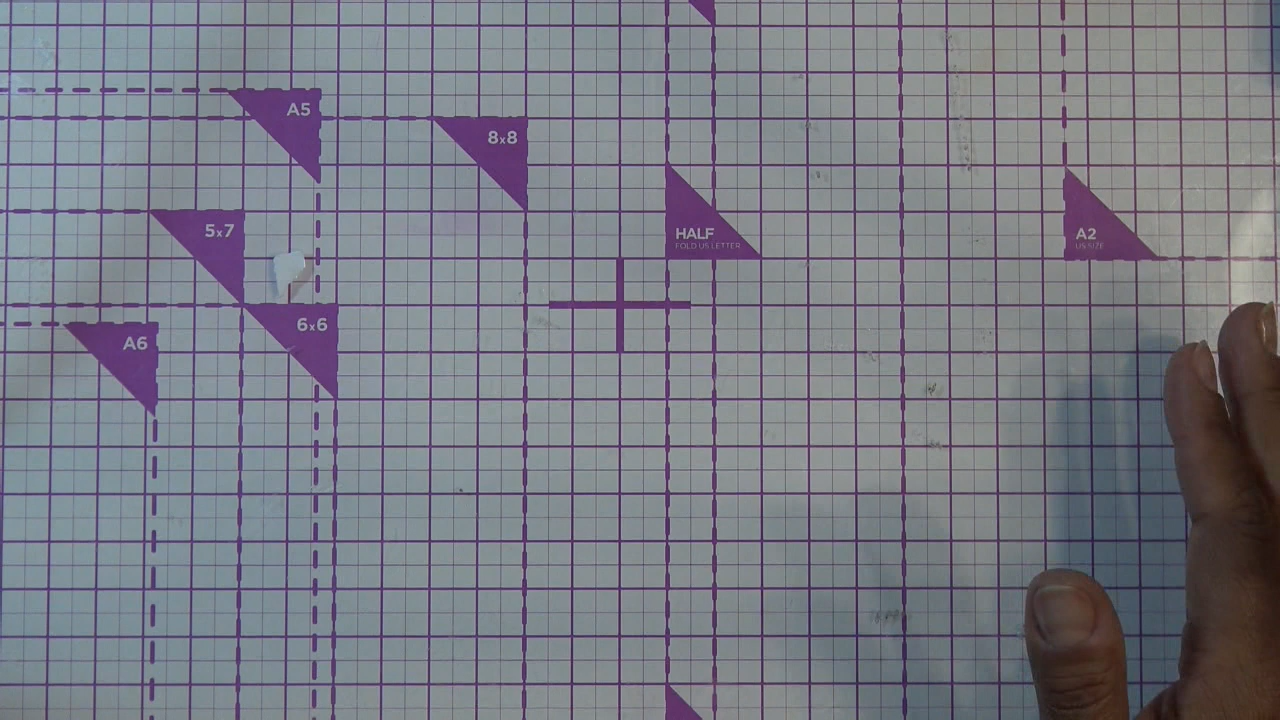 A5
8x8
5x7
HALF
FOLD US LETTER
A2
US SIZE
6x6
A6